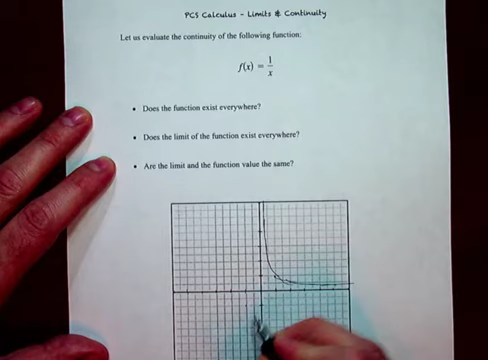 PCS Calculus - Limits & Continuity
Let us evaluate the continuity of the following function:
f(x) = 1/x
• Does the function exist everywhere?
• Does the limit of the function exist everywhere?
• Are the limit and the function value the same?